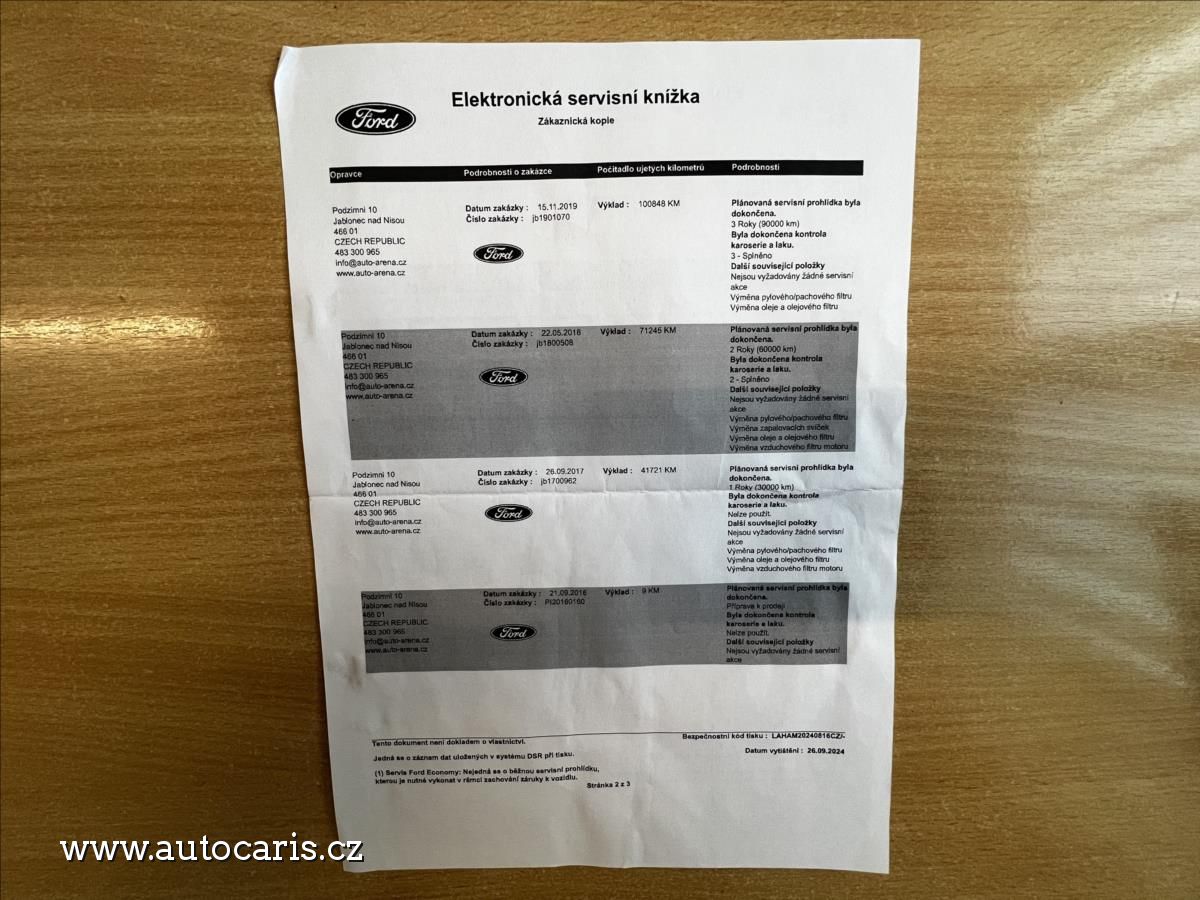 Elektronická servisní knížka
Ford
Zákaznická kopie
Opravce Podrobnosti o zakázce Počitadlo ujetých kilometrů Podrobnosti
Podzimni 10
Jablonec nad Nisou
466 01
CZECH REPUBLIC
483 300 965
info@auto-arena.cz
www.auto-arena.cz
Datum zakázky : 15.11.2019
Číslo zakázky : jb1901070
Ford
Výklad : 100848 KM
Plánovaná servisní prohlídka byla
dokončena.
3 Roky (90000 km)
Byla dokončena kontrola
karoserie a laku.
3 - Splněno
Další související položky
Nejsou vyžadovány žádné servisní
akce
Výměna pylového/pachového filtru
Výměna oleje a olejového filtru
Podzimni 10
Jablonec nad Nisou
466 01
CZECH REPUBLIC
483 300 965
info@auto-arena.cz
www.auto-arena.cz
Datum zakázky : 22.05.2018
Číslo zakázky : jb1800508
Ford
Výklad : 71245 KM
Plánovaná servisní prohlídka byla
dokončena.
2 Roky (60000 km)
Byla dokončena kontrola
karoserie a laku.
2 - Splněno
Další související položky
Nejsou vyžadovány žádné servisní
akce
Výměna pylového/pachového filtru
Výměna zapalovacích svíček
Výměna oleje a olejového filtru
Výměna vzduchového filtru motoru
Podzimni 10
Jablonec nad Nisou
466 01
CZECH REPUBLIC
483 300 965
info@auto-arena.cz
www.auto-arena.cz
Datum zakázky : 26.09.2017
Číslo zakázky : jb1700962
Ford
Výklad : 41721 KM
Plánovaná servisní prohlídka byla
dokončena.
1 Roky (30000 km)
Byla dokončena kontrola
karoserie a laku.
Nelze použít.
Další související položky
Nejsou vyžadovány žádné servisní
akce
Výměna pylového/pachového filtru
Výměna oleje a olejového filtru
Výměna vzduchového filtru motoru
Podzimni 10
Jablonec nad Nisou
466 01
CZECH REPUBLIC
483 300 965
info@auto-arena.cz
www.auto-arena.cz
Datum zakázky : 21.09.2016
Číslo zakázky : PI20160160
Ford
Výklad : 9 KM
Plánovaná servisní prohlídka byla
dokončena.
Příprava k prodeji
Byla dokončena kontrola
karoserie a laku.
Nelze použít.
Další související položky
Nejsou vyžadovány žádné servisní
akce
Tento dokument není dokladem o vlastnictví.
Bezpečnostní kód tisku : LAHAM20240816CZ/-
Jedná se o záznam dat uložených v systému DSR při tisku.
Datum vytištění : 26.09.2024
(1) Servis Ford Economy: Nejedná se o běžnou servisní prohlídku,
kterou je nutné vykonat v rámci zachování záruky k vozidlu.
Stránka 2 z 3
www.autocaris.cz